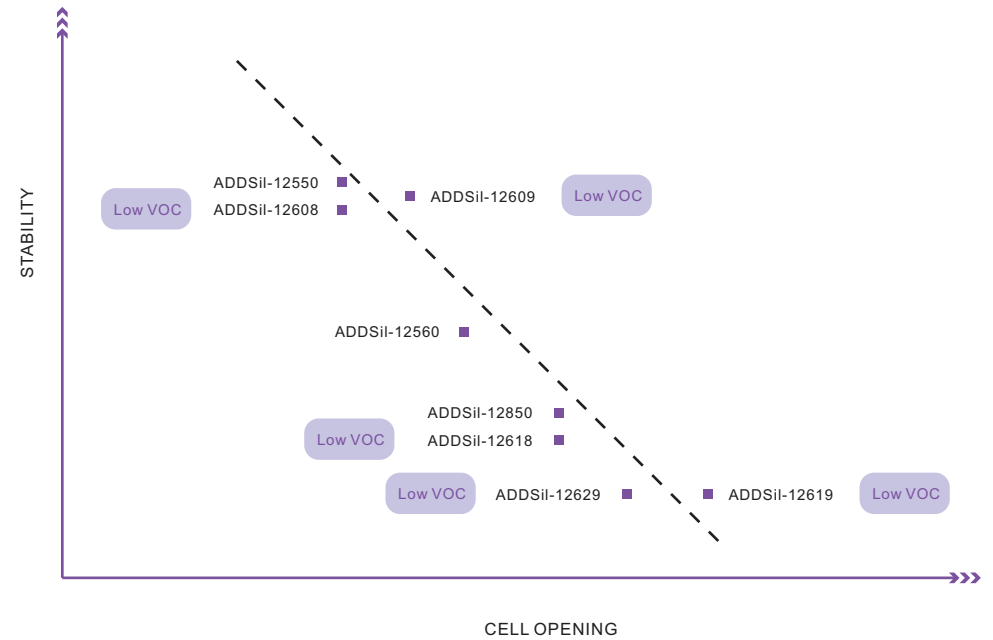 ADDSil-12550
Low VOC
ADDSil-12608
ADDSil-12609
Low VOC
STABILITY
ADDSil-12560
ADDSil-12850
Low VOC
ADDSil-12618
Low VOC
ADDSil-12629
ADDSil-12619
Low VOC
CELL OPENING